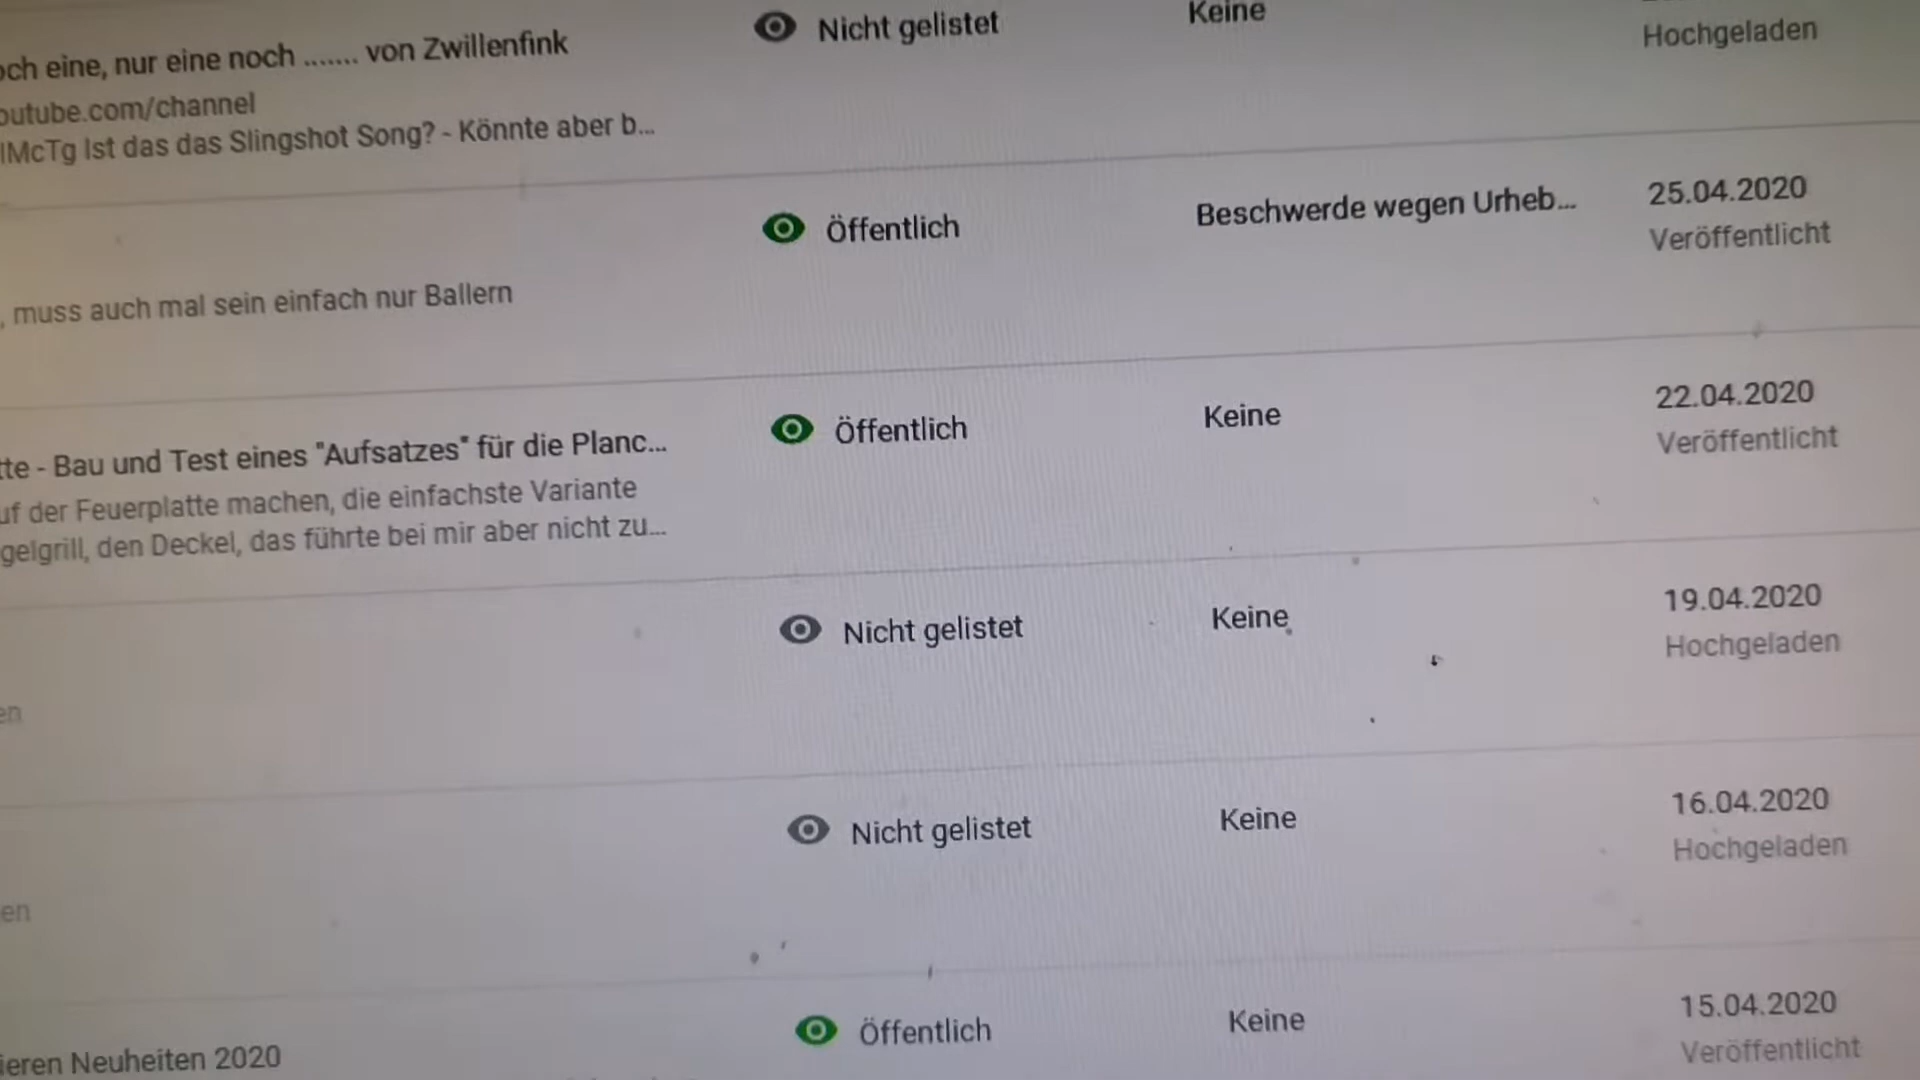 eine, nur eine noch ....... von Zwillenfink
Nicht gelistet
Keine
Hochgeladen
outube.com/channel
lMcTg Ist das das Slingshot Song? - Könnte aber b...
Öffentlich
Beschwerde wegen Urheb...
25.04.2020
Veröffentlicht
, muss auch mal sein einfach nur Ballern
tte - Bau und Test eines "Aufsatzes" für die Planc...
Öffentlich
Keine
22.04.2020
Veröffentlicht
uf der Feuerplatte machen, die einfachste Variante
gelgrill, den Deckel, das führte bei mir aber nicht zu...
Nicht gelistet
Keine
19.04.2020
Hochgeladen
en
Nicht gelistet
Keine
16.04.2020
Hochgeladen
en
ieren Neuheiten 2020
Öffentlich
Keine
15.04.2020
Veröffentlicht